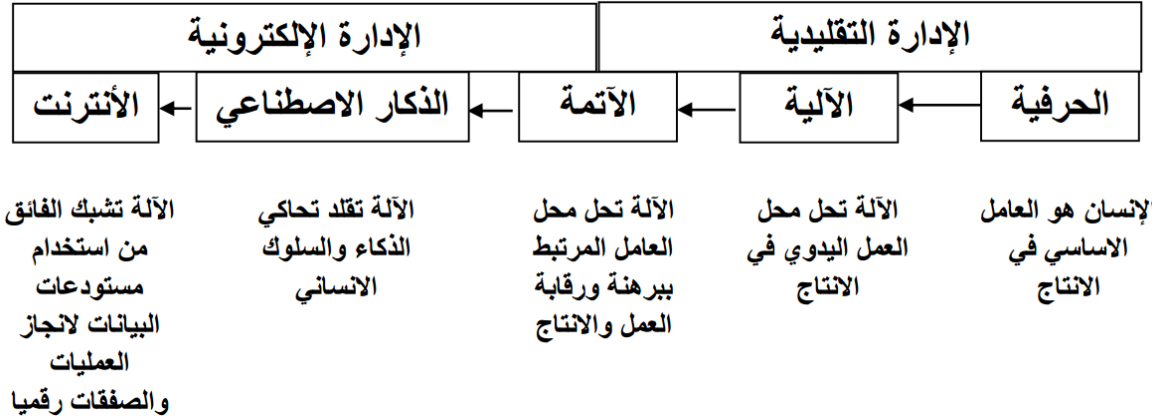 الإدارة التقليدية
الإدارة الإلكترونية
الحرفية
الآلية
الآتمة
الذكار الاصطناعي
الأنترنت
الإنسان هو العامل
الاساسي في
الانتاج
الآلة تحل محل
العمل اليدوي في
الانتاج
الآلة تحل محل
العامل المرتبط
ببرهنة ورقابة
العمل والانتاج
الآلة تقلد تحاكي
الذكاء والسلوك
الانساني
الآلة تشبك الفائق
من استخدام
مستودعات
البيانات لانجاز
العمليات
والصفقات رقميا